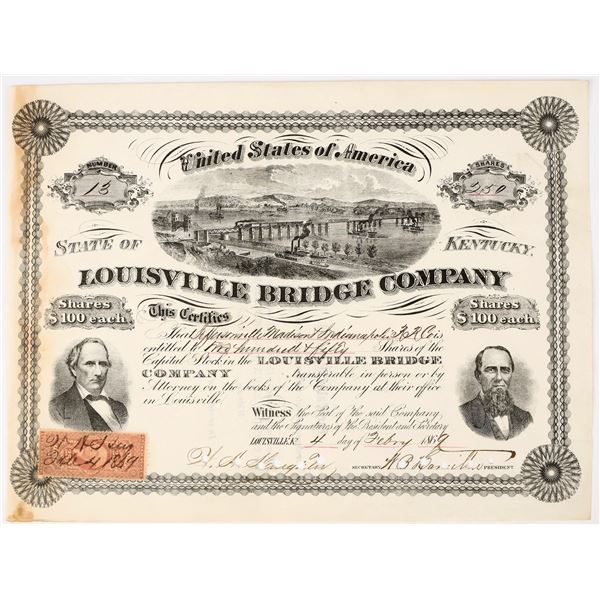 United States of America
NUMBER
13
SHARES
250
STATE OF KENTUCKY.
LOUISVILLE BRIDGE COMPANY
Shares $100 each.
Shares $100 each.
This Certifies
That Jeffersonville Madison & Indianapolis R.R. Co is
entitled to Two hundred & fifty Shares of the
Capital Stock in the LOUISVILLE BRIDGE
COMPANY transferable in person or by
Attorney on the books of the Company at their office
in Louisville.
Witness the Seal of the said Company,
and the Signatures of the President and Secretary
LOUISVILLE K. 4 day of Febry 1869
SECRETARY
PRESIDENT.
Feb 4 1869